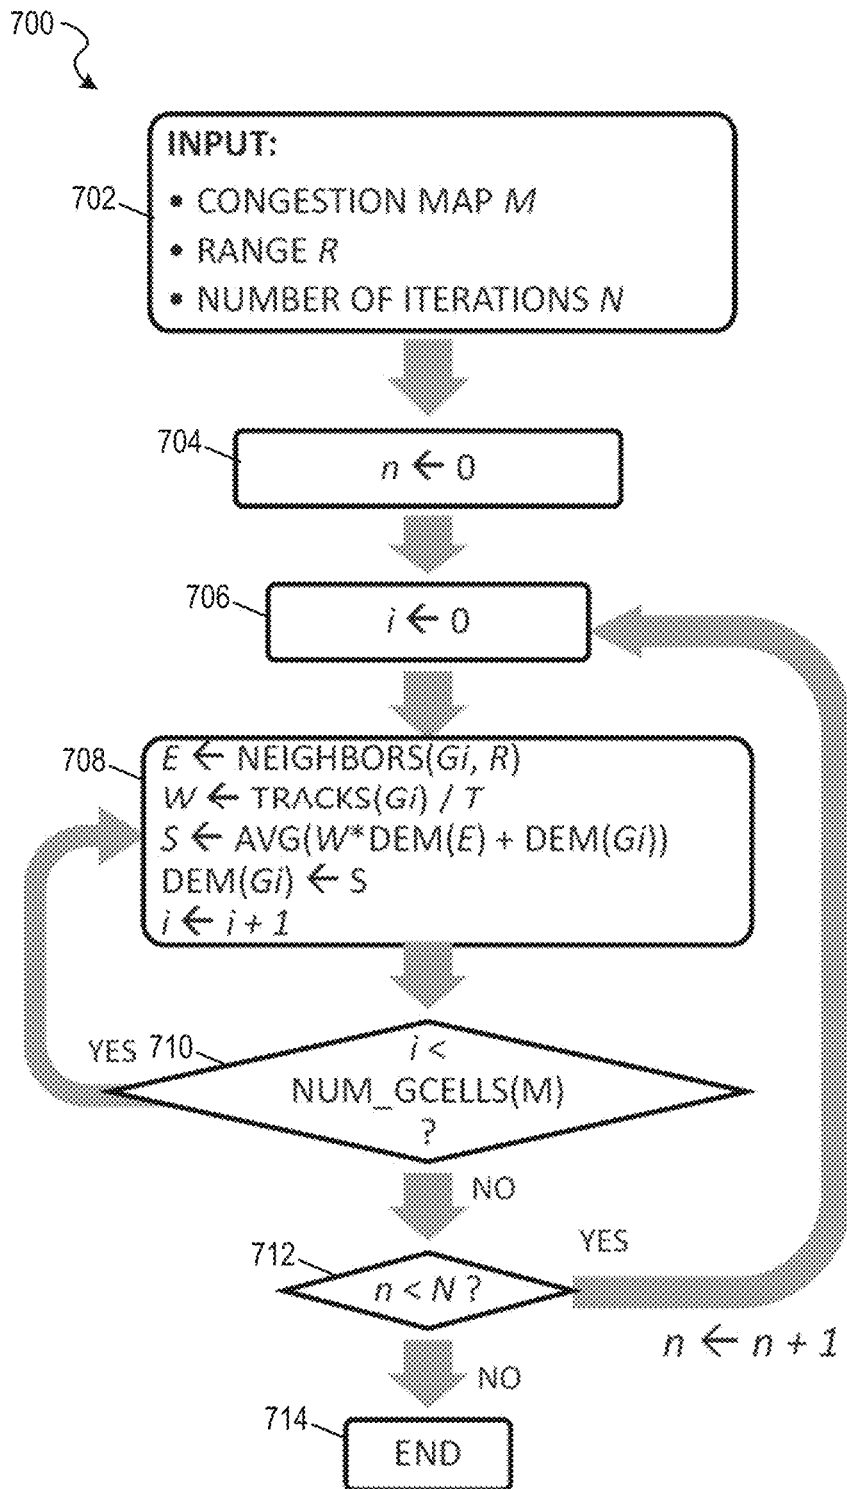 700
INPUT:
702
• CONGESTION MAP M
• RANGE R
• NUMBER OF ITERATIONS N
704
n ← 0
706
i ← 0
708
E ← NEIGHBORS(Gi, R)
W ← TRACKS(Gi) / T
S ← AVG(W*DEM(E) + DEM(Gi))
DEM(Gi) ← S
i ← i + 1
YES
710
i <
NUM_GCELLS(M)
?
NO
712
n < N ?
YES
n ← n + 1
NO
714
END